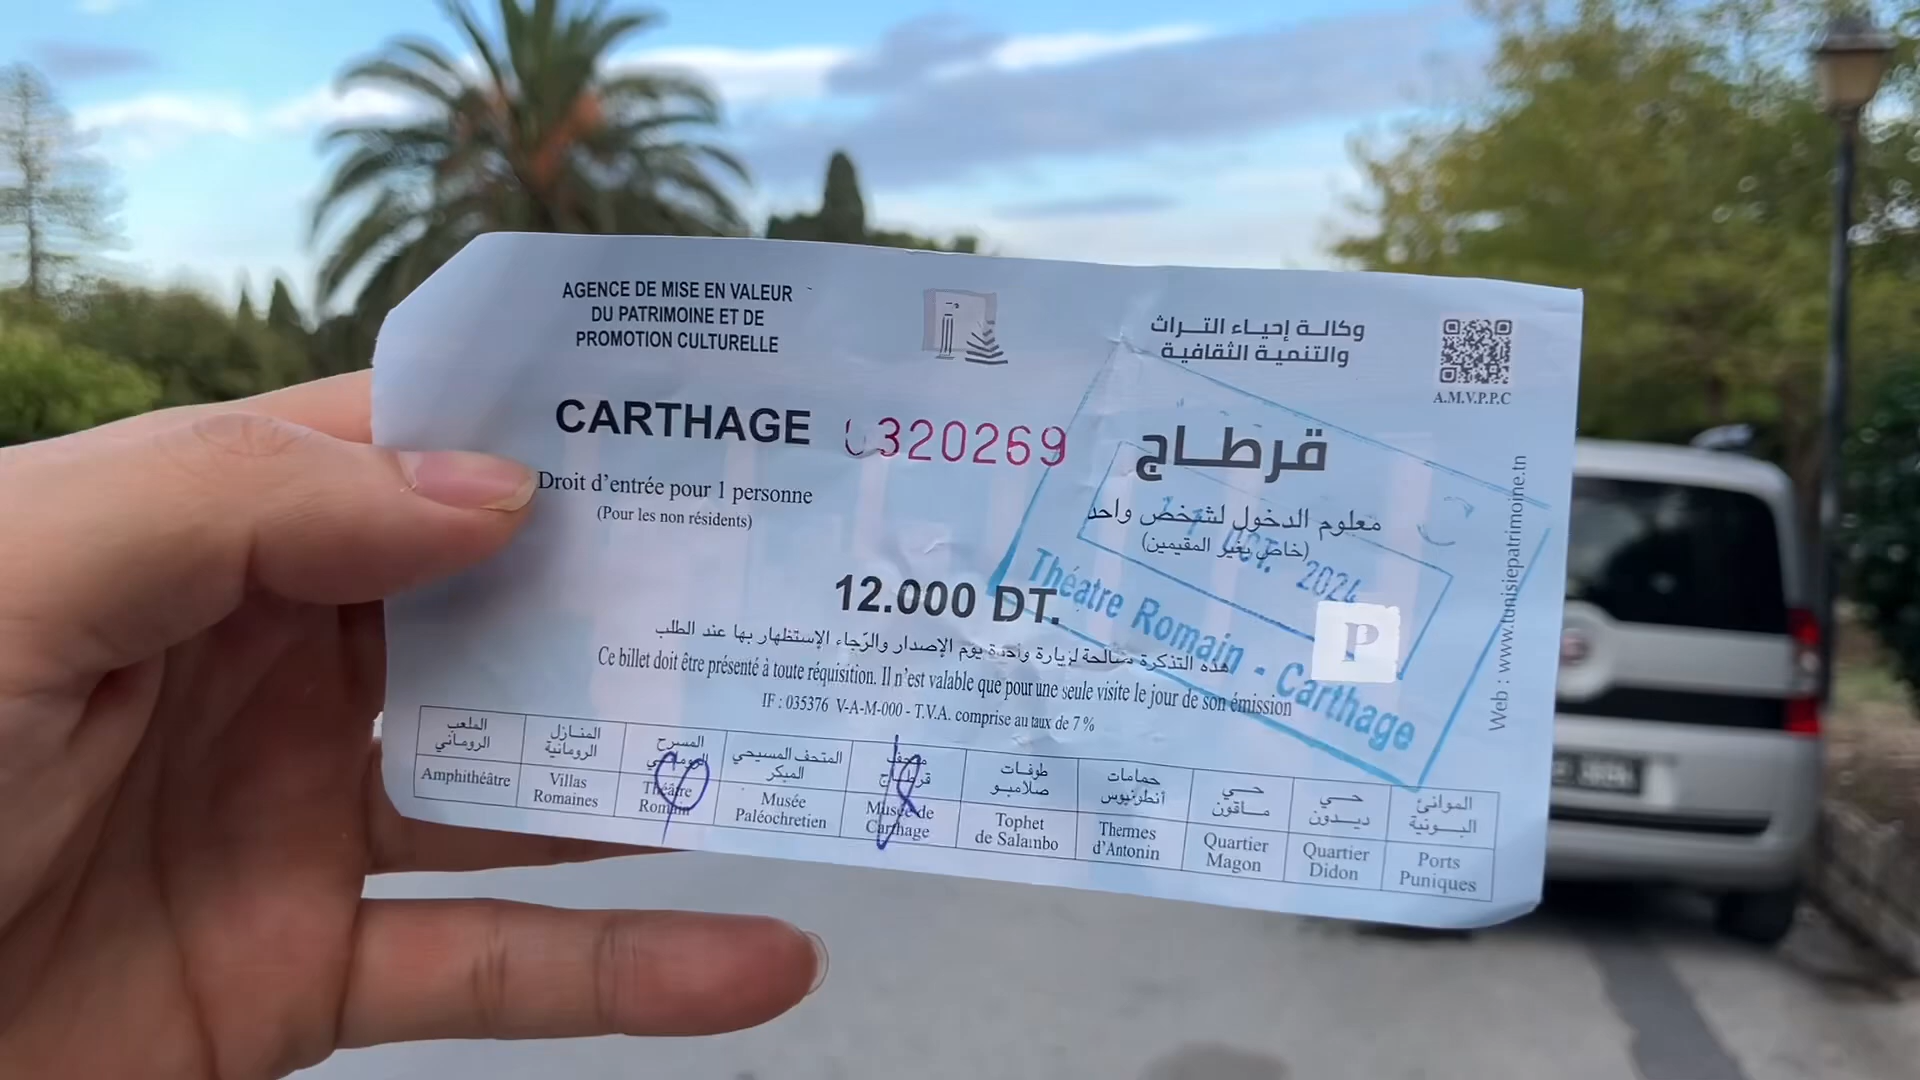 AGENCE DE MISE EN VALEUR
DU PATRIMOINE ET DE
PROMOTION CULTURELLE
وكالة إحياء التراث
والتنمية الثقافية
A.M.V.P.P.C
CARTHAGE
320269
قرطاج
Droit d'entrée pour 1 personne
(Pour les non résidents)
معلوم الدخول لشخص واحد
(خاص بغير المقيمين)
OCT. 2024
12.000 DT.
Théatre Romain - Carthage
P
هذه التذكرة صالحة لزيارة واحدة يوم الإصدار والرّجاء الإستظهار بها عند الطلب
Ce billet doit être présenté à toute réquisition. Il n'est valable que pour une seule visite le jour de son émission
IF : 035376 V-A-M-000 - T.V.A. comprise au taux de 7 %
Web : www.tunisiepatrimoine.tn
الملعب
الروماني
Amphithéâtre
المنازل
الرومانية
Villas
Romaines
المسرح
الروماني
Théâtre
Romain
المتحف المسيحي
المبكر
Musée
Paléochretien
متحف
قرطاج
Musée de
Carthage
طوفات
صلامبو
Tophet
de Salambo
حمامات
أنطونيوس
Thermes
d'Antonin
حي
ماقون
Quartier
Magon
حي
ديدون
Quartier
Didon
الموانئ
البونية
Ports
Puniques